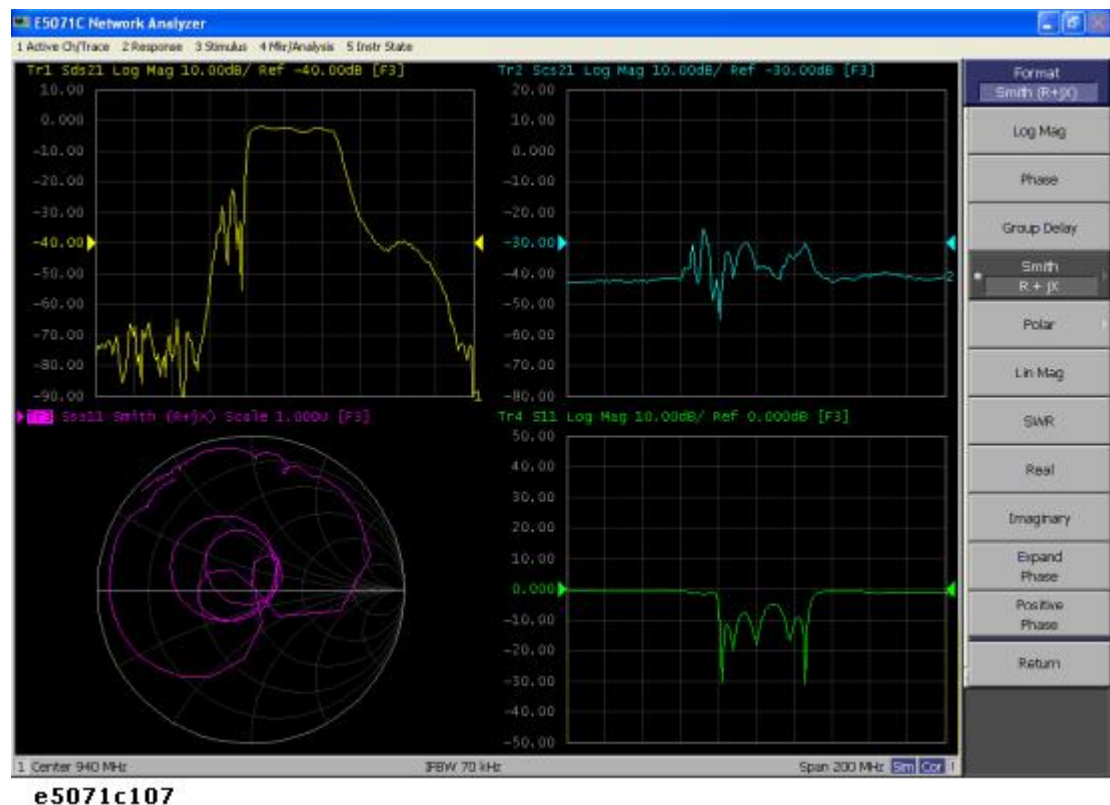 E5071C Network Analyzer
1 Active Ch/Trace 2 Response 3 Stimulus 4 Mkr/Analysis 5 Instr State
Tr1 Sds21 Log Mag 10.00dB/ Ref -40.00dB [F3]
10.00
0.000
-10.00
-20.00
-30.00
-40.00
-50.00
-60.00
-70.00
-80.00
-90.00
1
Tr2 Scs21 Log Mag 10.00dB/ Ref -30.00dB [F3]
20.00
10.00
0.000
-10.00
-20.00
-30.00
-40.00
-50.00
-60.00
-70.00
-80.00
2
Tr3 Sss11 Smith (R+jX) Scale 1.000U [F3]
Tr4 S11 Log Mag 10.00dB/ Ref 0.000dB [F3]
50.00
40.00
30.00
20.00
10.00
0.000
-10.00
-20.00
-30.00
-40.00
-50.00
Format
Smith (R+jX)
Log Mag
Phase
Group Delay
Smith
R + jX
Polar
Lin Mag
SWR
Real
Imaginary
Expand
Phase
Positive
Phase
Return
1 Center 940 MHz IFBW 70 kHz Span 200 MHz Sim Cor !
e5071c107